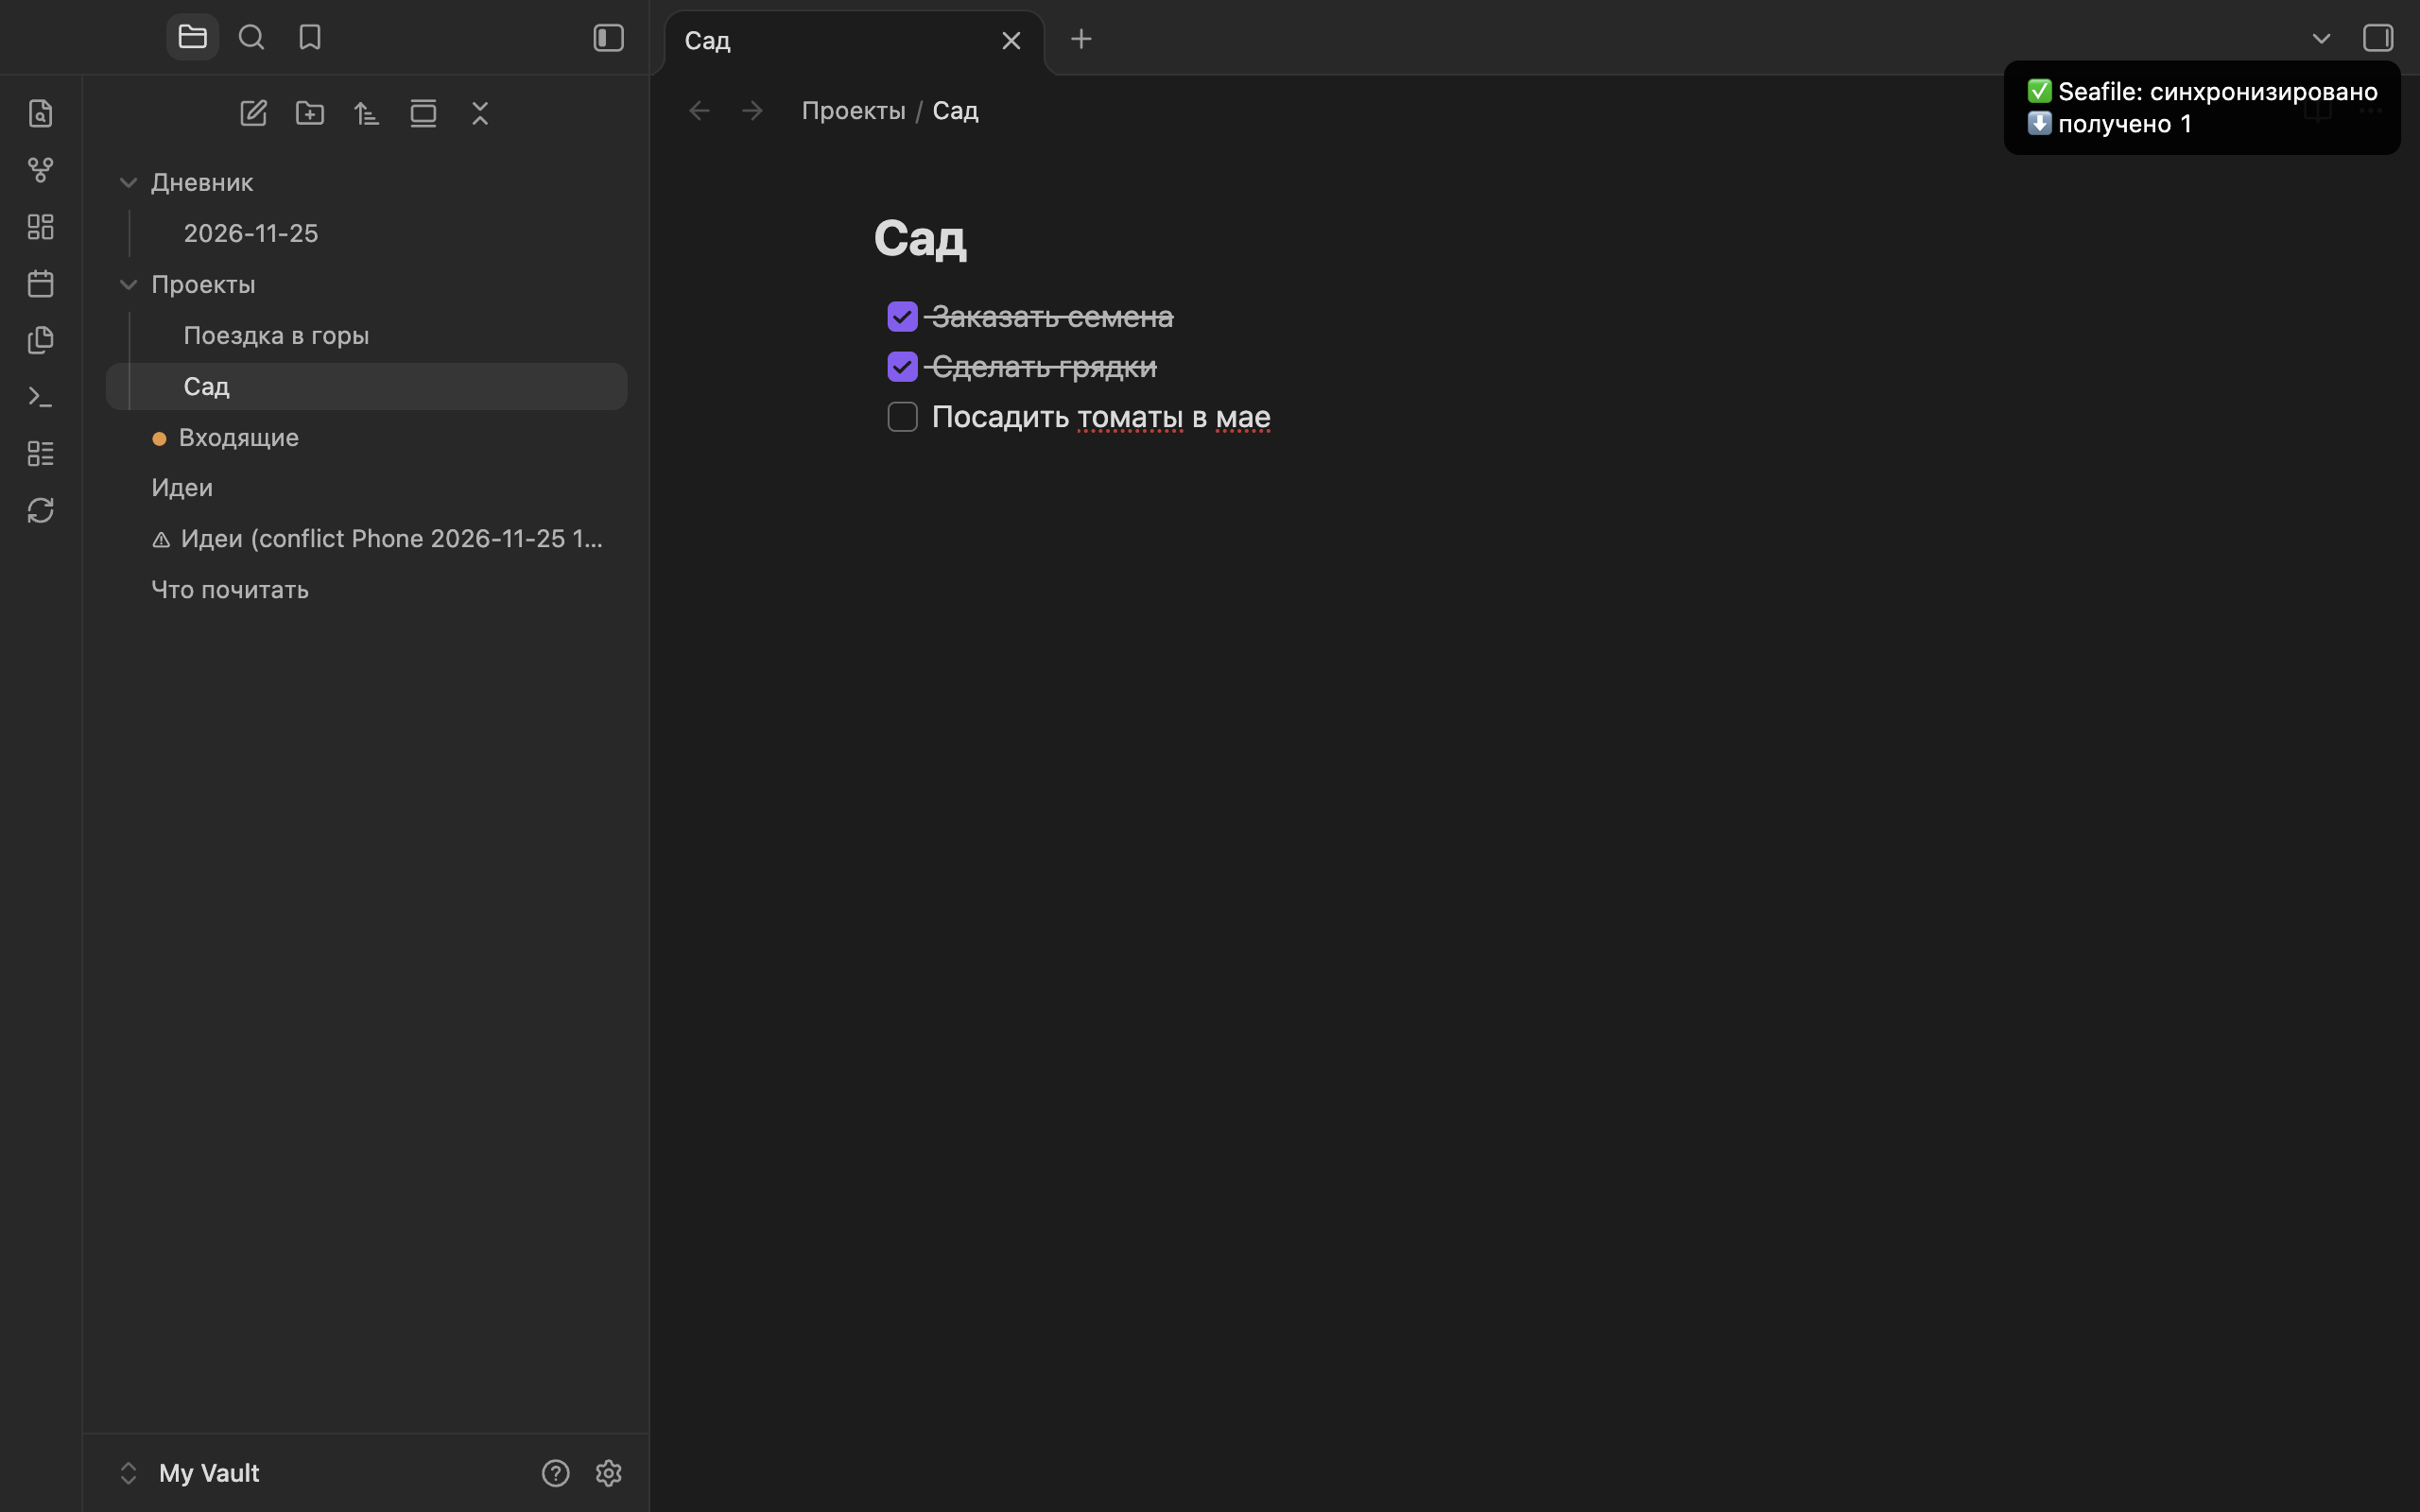 Сад
Проекты / Сад
✅ Seafile: синхронизировано
⬇️ получено 1
Дневник
2026-11-25
Проекты
Поездка в горы
Сад
Входящие
Идеи
Идеи (conflict Phone 2026-11-25 1...
Что почитать
My Vault
Сад
Заказать семена
Сделать грядки
Посадить томаты в мае